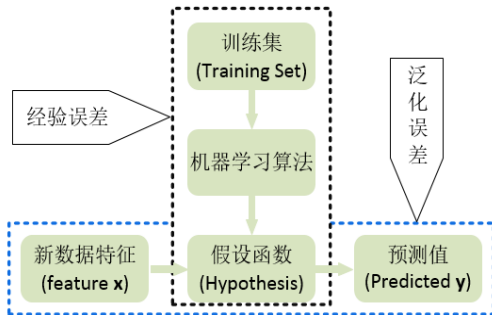 训练集
(Training Set)
经验误差
泛化误差
机器学习算法
新数据特征
(feature x)
假设函数
(Hypothesis)
预测值
(Predicted y)